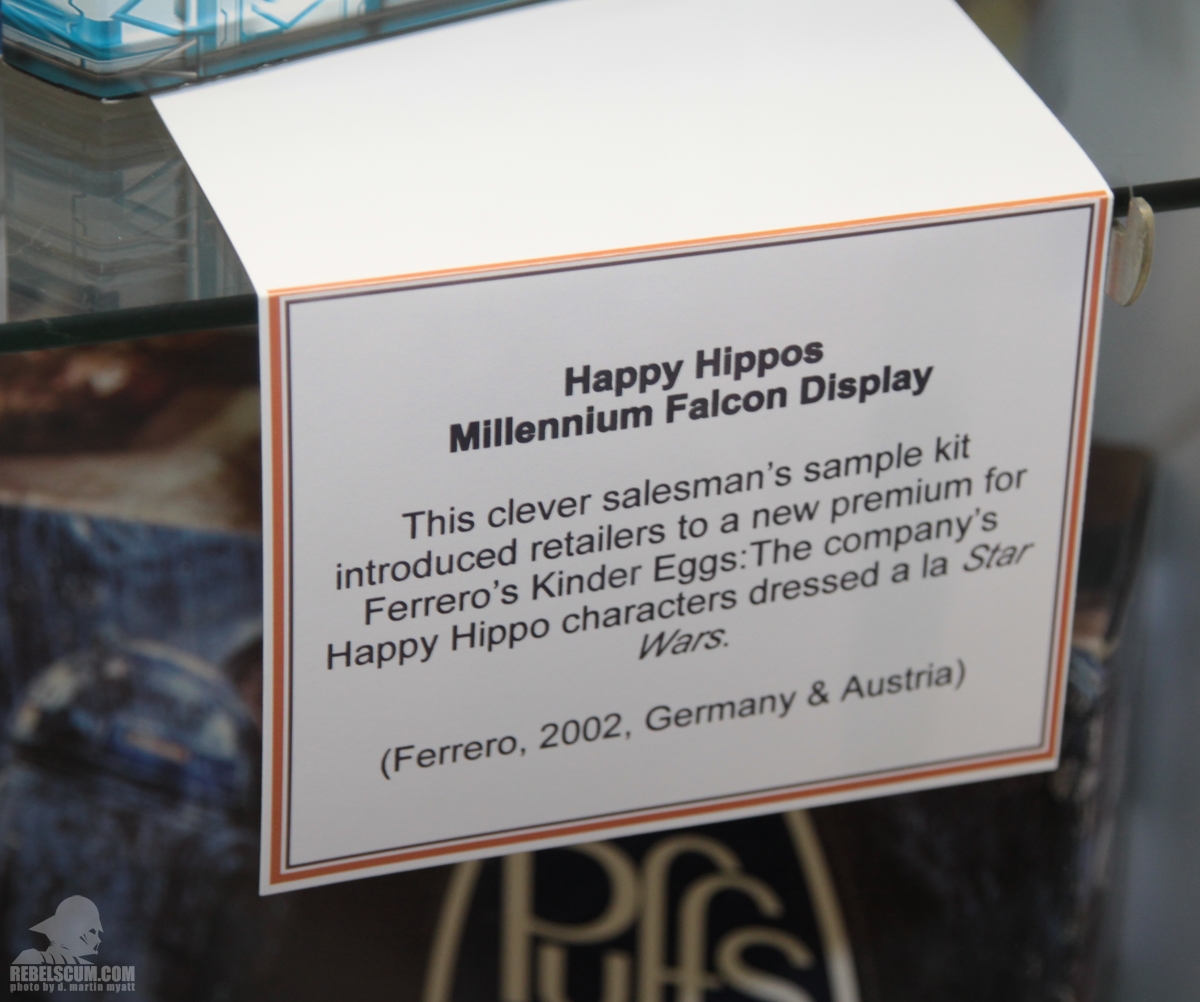 Happy Hippos
Millennium Falcon Display
This clever salesman's sample kit
introduced retailers to a new premium for
Ferrero's Kinder Eggs:The company's
Happy Hippo characters dressed a la Star
Wars.
(Ferrero, 2002, Germany & Austria)
Puffs
REBELSCUM.COM
photo by d. martin myatt